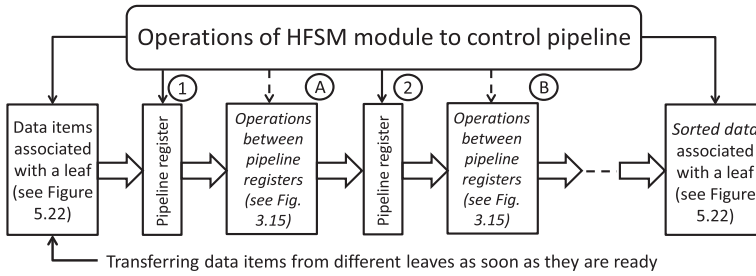 Operations of HFSM module to control pipeline
1
A
2
B
Data items
associated
with a leaf
(see Figure
5.22)
Pipeline register
Operations
between
pipeline
registers
(see Fig.
3.15)
Pipeline register
Operations
between
pipeline
registers
(see Fig.
3.15)
Sorted data
associated
with a leaf
(see Figure
5.22)
Transferring data items from different leaves as soon as they are ready